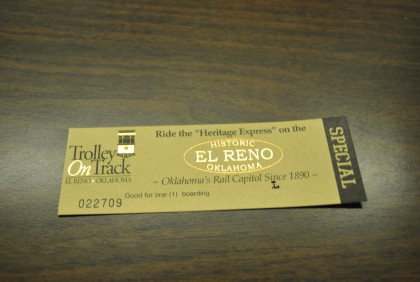 Ride the "Heritage Express" on the
Trolley
On Track
EL RENO, OKLAHOMA
HISTORIC
EL RENO
OKLAHOMA
~ Oklahoma's Rail Capitol Since 1890 ~
Good for one (1) boarding
022709
SPECIAL